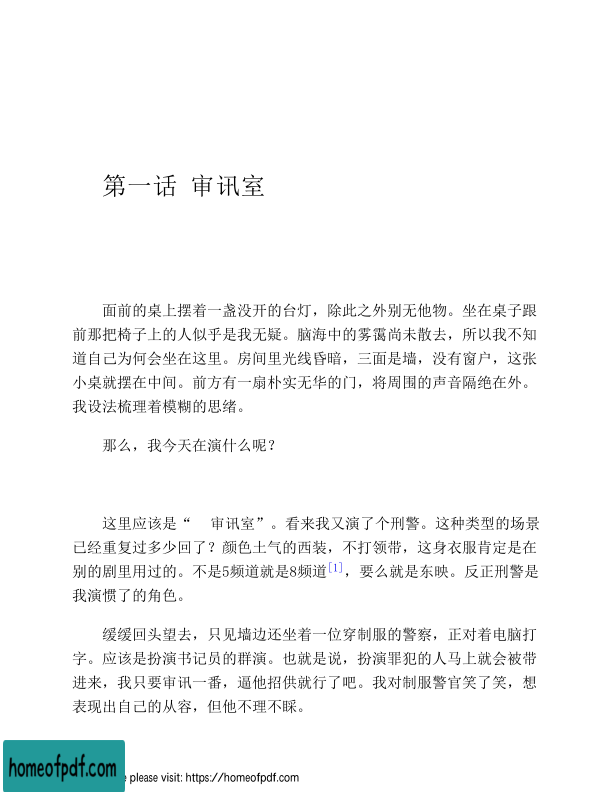 第一话 审讯室
面前的桌上摆着一盏没开的台灯，除此之外别无他物。坐在桌子跟
前那把椅子上的人似乎是我无疑。脑海中的雾霭尚未散去，所以我不知
道自己为何会坐在这里。房间里光线昏暗，三面是墙，没有窗户，这张
小桌就摆在中间。前方有一扇朴实无华的门，将周围的声音隔绝在外。
我设法梳理着模糊的思绪。
那么，我今天在演什么呢？
这里应该是“ 审讯室”。看来我又演了个刑警。这种类型的场景
已经重复过多少回了？颜色土气的西装，不打领带，这身衣服肯定是在
别的剧里用过的。不是5频道就是8频道[1]，要么就是东映。反正刑警是
我演惯了的角色。
缓缓回头望去，只见墙边还坐着一位穿制服的警察，正对着电脑打
字。应该是扮演书记员的群演。也就是说，扮演罪犯的人马上就会被带
进来，我只要审讯一番，逼他招供就行了吧。我对制服警官笑了笑，想
表现出自己的从容，但他不理不睬。
homeofpdf.com
please visit: https://homeofpdf.com